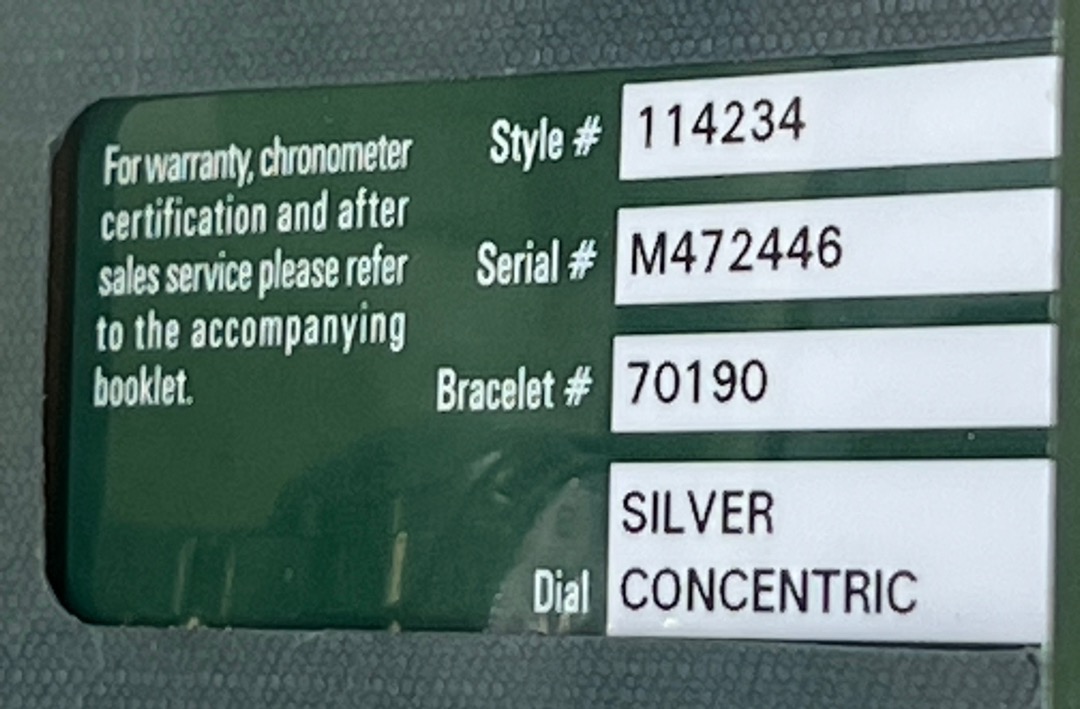 For warranty, chronometer
certification and after
sales service please refer
to the accompanying
booklet.
Style # 114234
Serial # M472446
Bracelet # 70190
SILVER
Dial CONCENTRIC